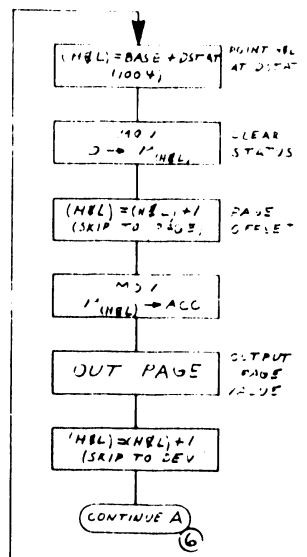 (H&L)=BASE + DSTAT
(1004)
POINT H&L
AT DSTAT
MOV
0 → M(H&L)
CLEAR
STATUS
(H&L)=(H&L)+1
(SKIP TO PAGE)
PAGE
OFFSET
MOV
M(H&L) → ACC
OUT PAGE
OUTPUT
PAGE
VALUE
(H&L)=(H&L)+1
(SKIP TO DEV
CONTINUE A
6